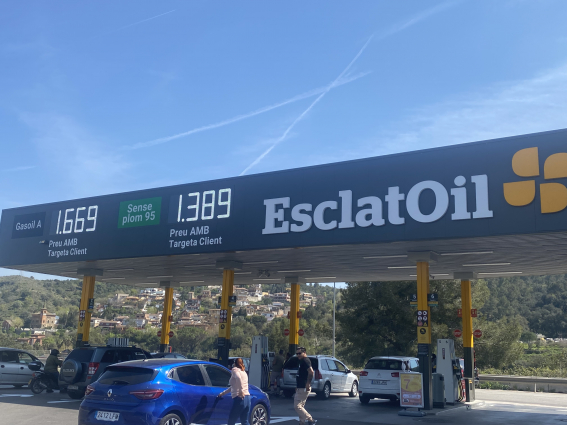 Gasoil A
1.669
Preu AMB
Targeta Client
Sense
plom 95
1.389
Preu AMB
Targeta Client
EsclatOil